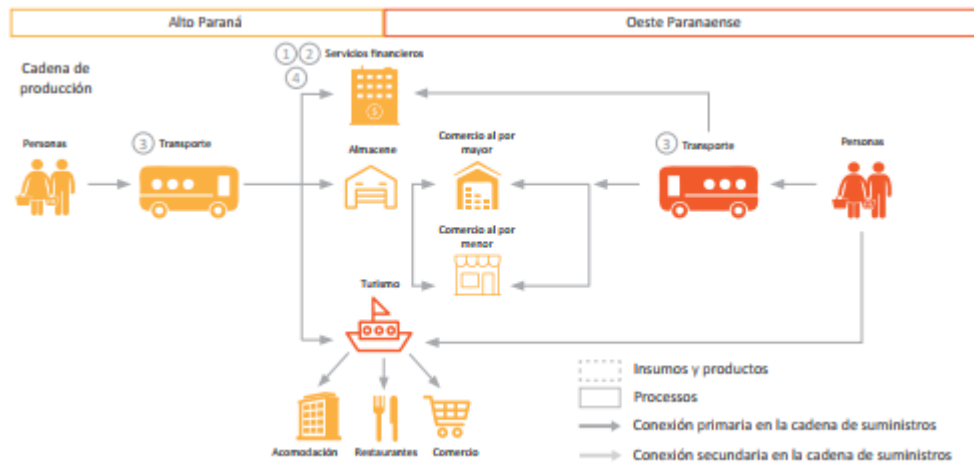 Alto Paraná
Oeste Paranaense
Cadena de
producción
1 2 Servicios financieros
4
Personas
3 Transporte
Almacene
Comercio al por
mayor
3 Transporte
Personas
Comercio al por
menor
Turismo
Acomodación
Restaurantes
Comercio
Insumos y productos
Processos
Conexión primaria en la cadena de suministros
Conexión secundaria en la cadena de suministros